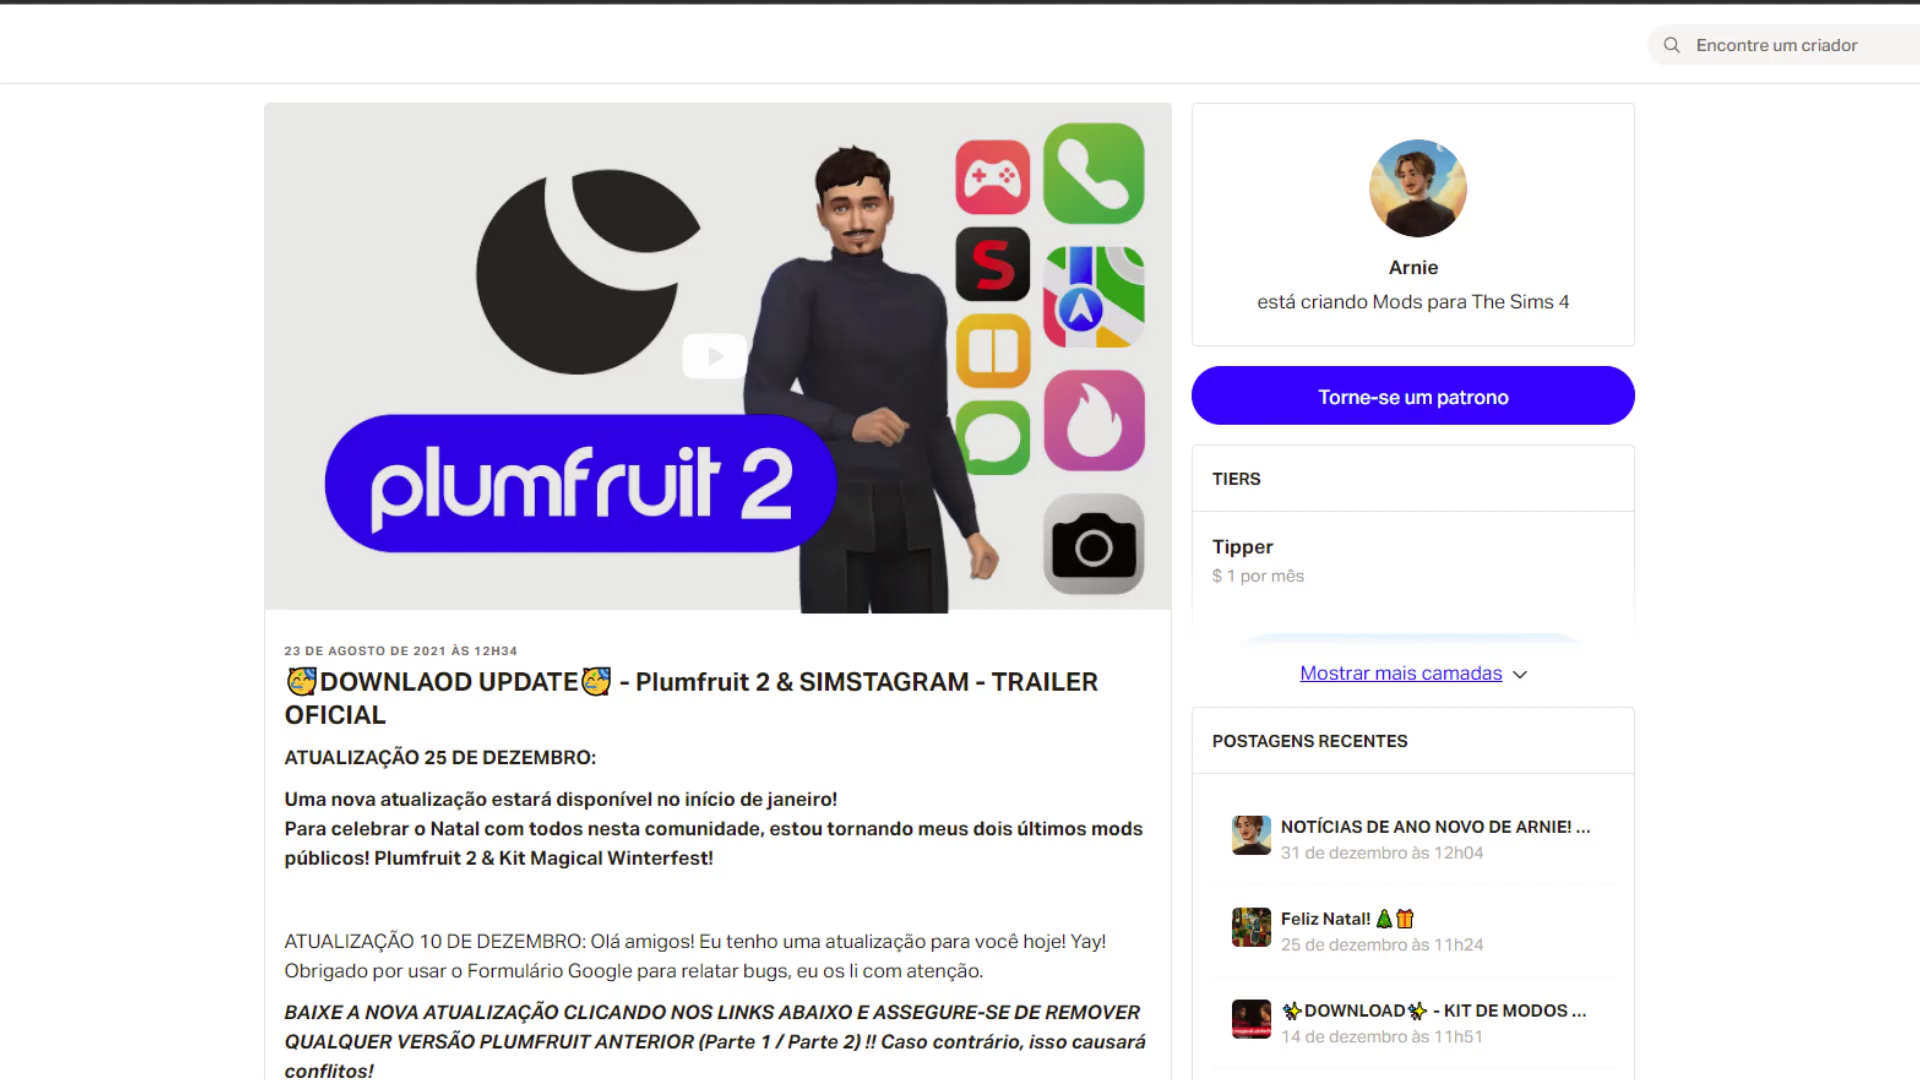 Encontre um criador
S
plumfruit 2
23 DE AGOSTO DE 2021 ÀS 12H34
🥳DOWNLAOD UPDATE🥳 - Plumfruit 2 & SIMSTAGRAM - TRAILER
OFICIAL
ATUALIZAÇÃO 25 DE DEZEMBRO:
Uma nova atualização estará disponível no início de janeiro!
Para celebrar o Natal com todos nesta comunidade, estou tornando meus dois últimos mods
públicos! Plumfruit 2 & Kit Magical Winterfest!
ATUALIZAÇÃO 10 DE DEZEMBRO: Olá amigos! Eu tenho uma atualização para você hoje! Yay!
Obrigado por usar o Formulário Google para relatar bugs, eu os li com atenção.
BAIXE A NOVA ATUALIZAÇÃO CLICANDO NOS LINKS ABAIXO E ASSEGURE-SE DE REMOVER
QUALQUER VERSÃO PLUMFRUIT ANTERIOR (Parte 1 / Parte 2) !! Caso contrário, isso causará
conflitos!
Arnie
está criando Mods para The Sims 4
Torne-se um patrono
TIERS
Tipper
$ 1 por mês
Mostrar mais camadas
POSTAGENS RECENTES
NOTÍCIAS DE ANO NOVO DE ARNIE! ...
31 de dezembro às 12h04
Feliz Natal! 🎄🎁
25 de dezembro às 11h24
✨DOWNLOAD✨ - KIT DE MODOS ...
14 de dezembro às 11h51